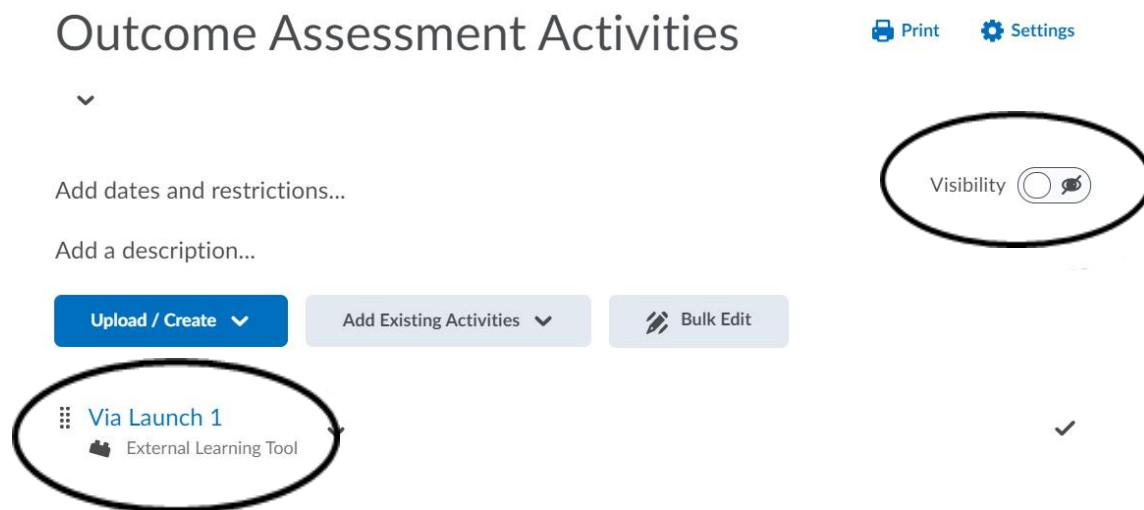 Outcome Assessment Activities
Print
Settings
Add dates and restrictions...
Visibility
Add a description...
Upload / Create
Add Existing Activities
Bulk Edit
Via Launch 1
External Learning Tool